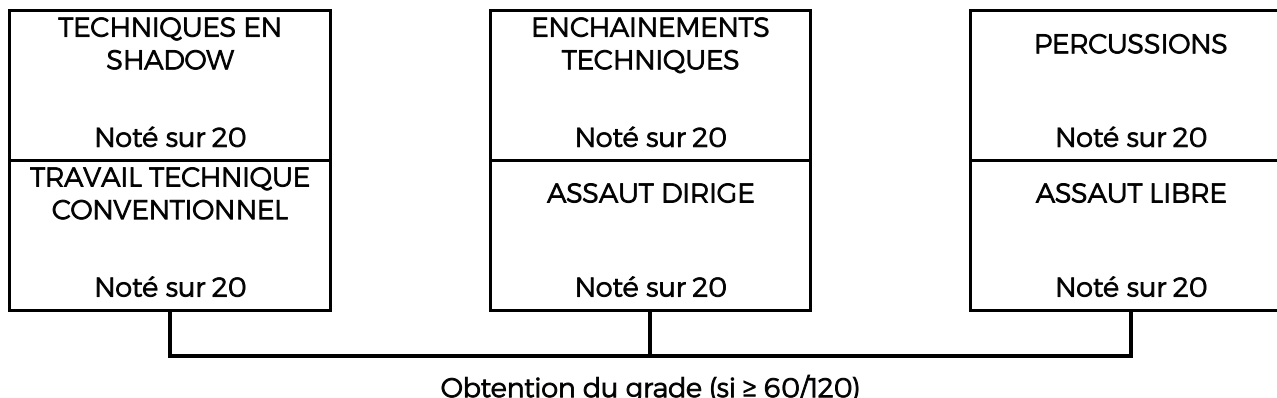 TECHNIQUES EN
SHADOW
Noté sur 20
TRAVAIL TECHNIQUE
CONVENTIONNEL
Noté sur 20
ENCHAINEMENTS
TECHNIQUES
Noté sur 20
ASSAUT DIRIGE
Noté sur 20
PERCUSSIONS
Noté sur 20
ASSAUT LIBRE
Noté sur 20
Obtention du grade (si ≥ 60/120)